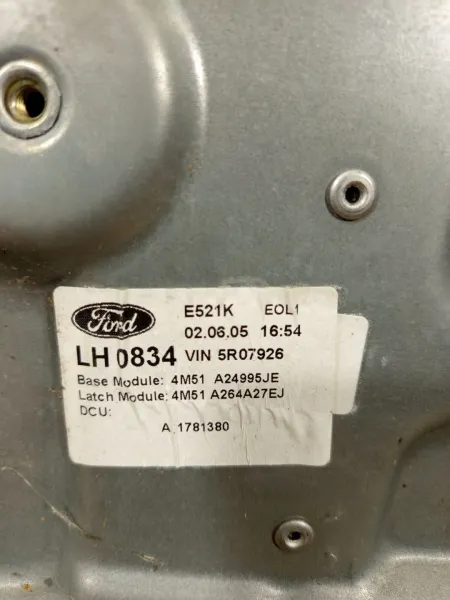 Ford E521K EOL1
02.06.05 16:54
LH 0834 VIN 5R07926
Base Module: 4M51 A24995JE
Latch Module: 4M51 A264A27EJ
DCU:
A.1781380